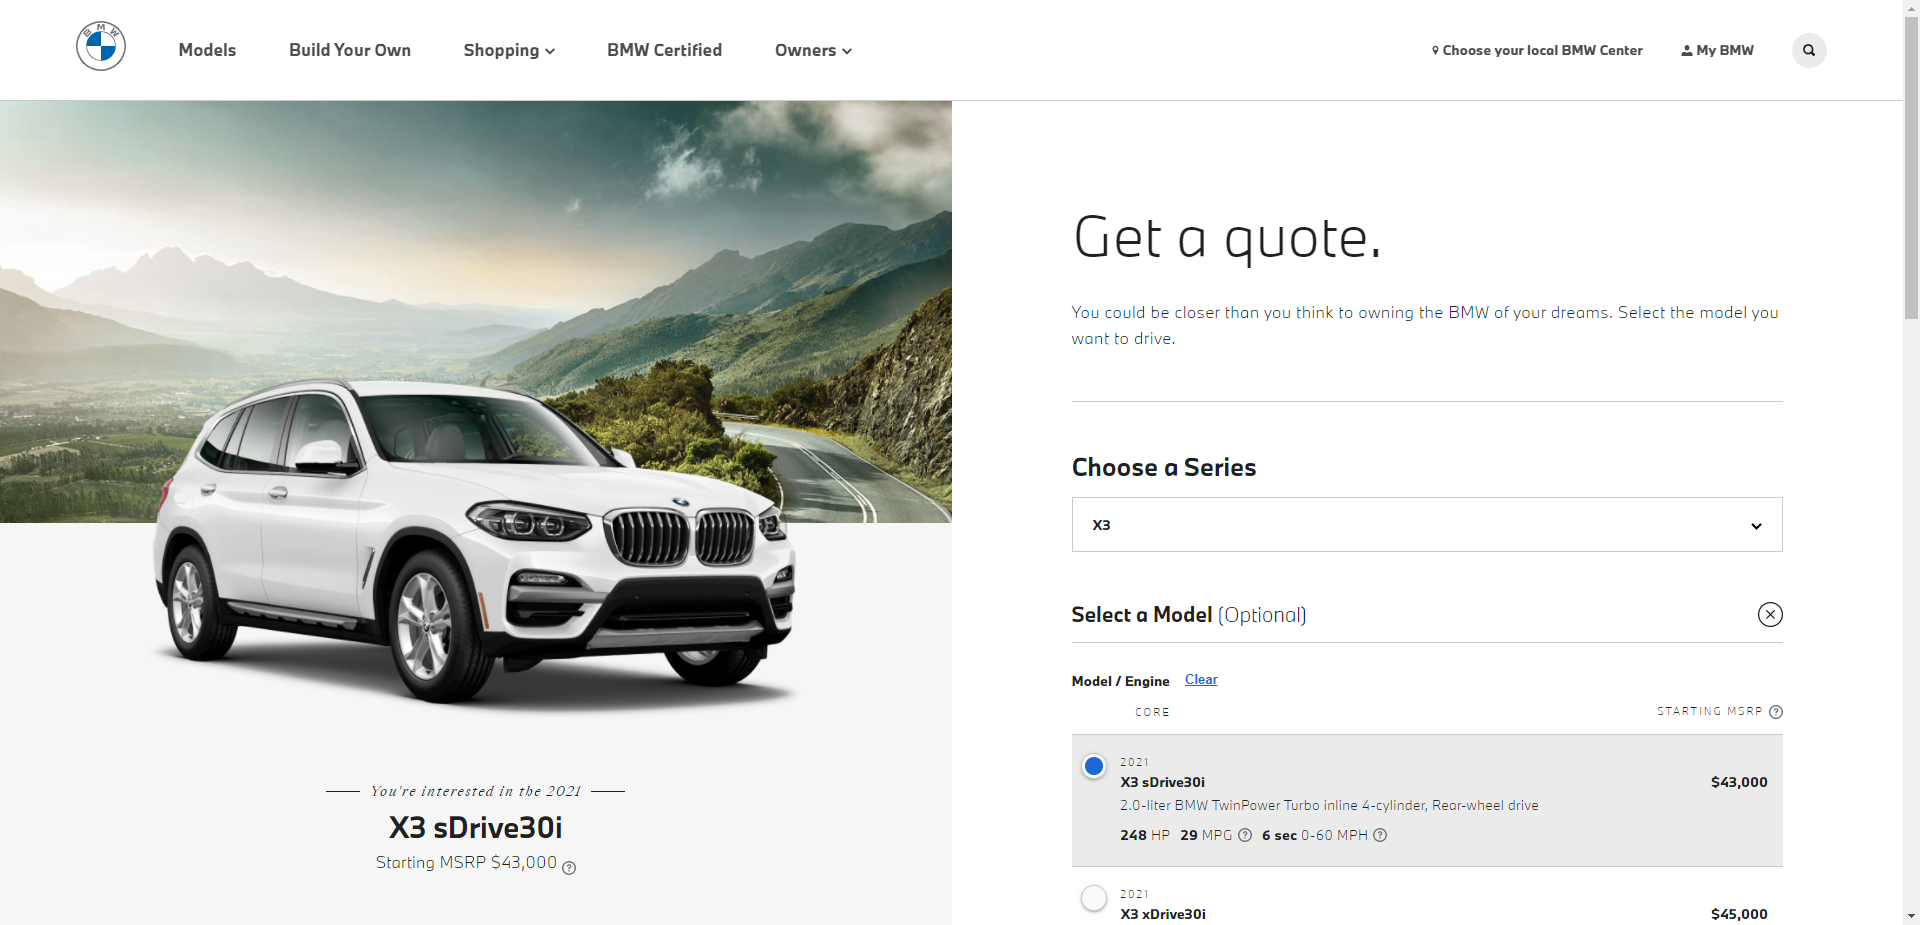 BMW
Models
Build Your Own
Shopping
BMW Certified
Owners
Choose your local BMW Center
My BMW
Get a quote.
You could be closer than you think to owning the BMW of your dreams. Select the model you
want to drive.
Choose a Series
X3
Select a Model (Optional)
Model / Engine
Clear
CORE
STARTING MSRP ?
2021
X3 sDrive30i
$43,000
2.0-liter BMW TwinPower Turbo inline 4-cylinder, Rear-wheel drive
248 HP 29 MPG ? 6 sec 0-60 MPH ?
2021
X3 xDrive30i
$45,000
You're interested in the 2021
X3 sDrive30i
Starting MSRP $43,000 ?